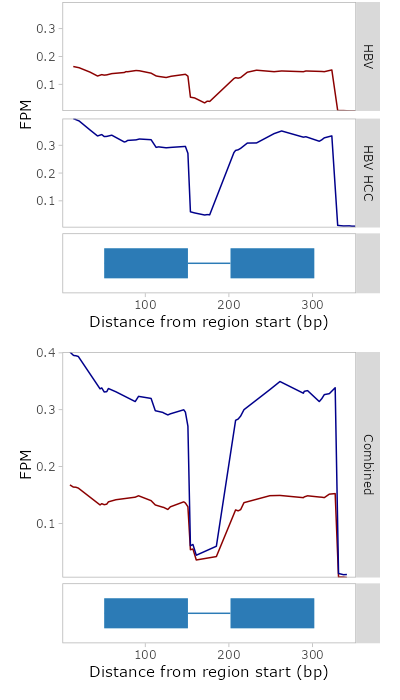 0.3
0.2
0.1
HBV
FPM
0.3
0.2
0.1
HBV HCC
100
200
300
Distance from region start (bp)
0.4
0.3
0.2
0.1
FPM
Combined
100
200
300
Distance from region start (bp)